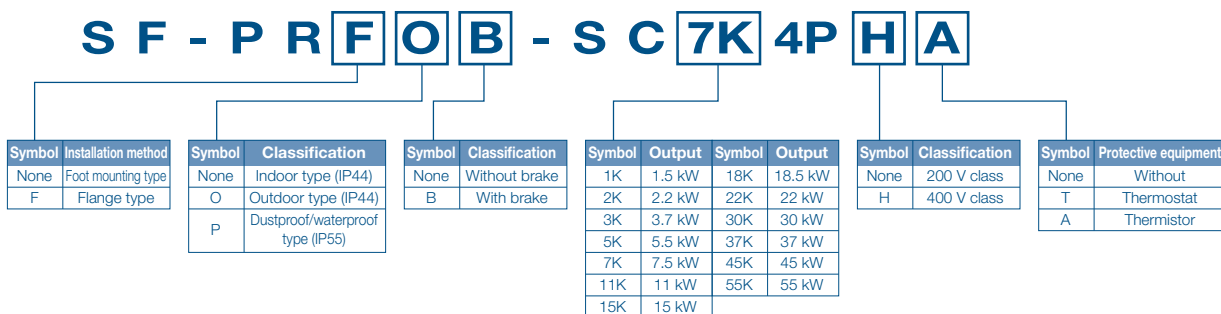 SF-PRFOB-SC7K4PHA
Symbol Installation method
None Foot mounting type
F Flange type
Symbol Classification
None Indoor type (IP44)
O Outdoor type (IP44)
P Dustproof/waterproof
type (IP55)
Symbol Classification
None Without brake
B With brake
Symbol Output Symbol Output
1K 1.5 kW 18K 18.5 kW
2K 2.2 kW 22K 22 kW
3K 3.7 kW 30K 30 kW
5K 5.5 kW 37K 37 kW
7K 7.5 kW 45K 45 kW
11K 11 kW 55K 55 kW
15K 15 kW
Symbol Classification
None 200 V class
H 400 V class
Symbol Protective equipment
None Without
T Thermostat
A Thermistor